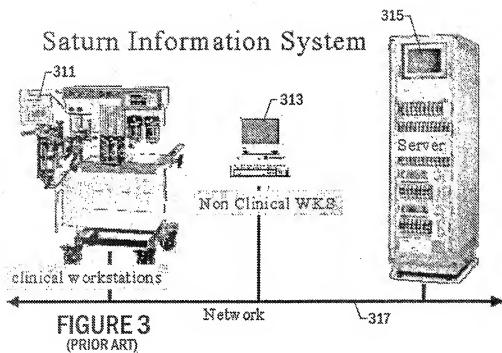 Saturn Information System
311
313
315
Server
Non Clinical WKS
clinical workstations
Network
317
FIGURE 3
(PRIOR ART)